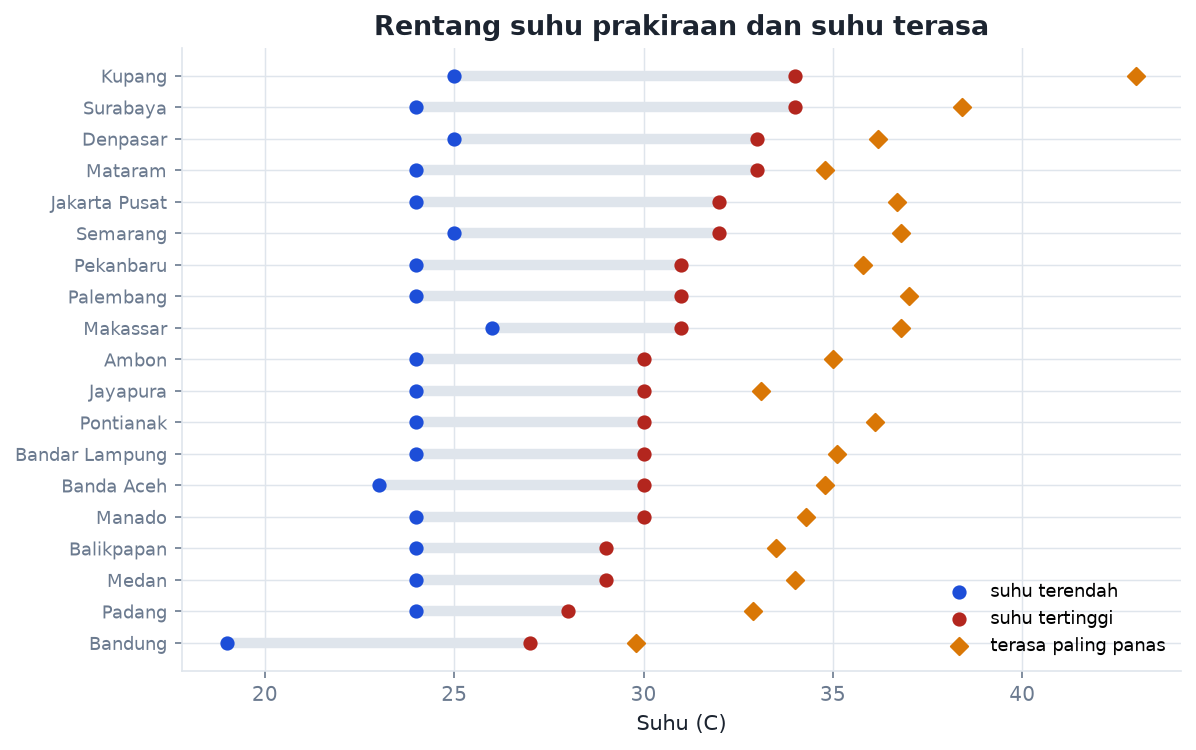 Rentang suhu prakiraan dan suhu terasa
Kupang
Surabaya
Denpasar
Mataram
Jakarta Pusat
Semarang
Pekanbaru
Palembang
Makassar
Ambon
Jayapura
Pontianak
Bandar Lampung
Banda Aceh
Manado
Balikpapan
Medan
Padang
Bandung
suhu terendah
suhu tertinggi
terasa paling panas
20 25 30 35 40
Suhu (C)